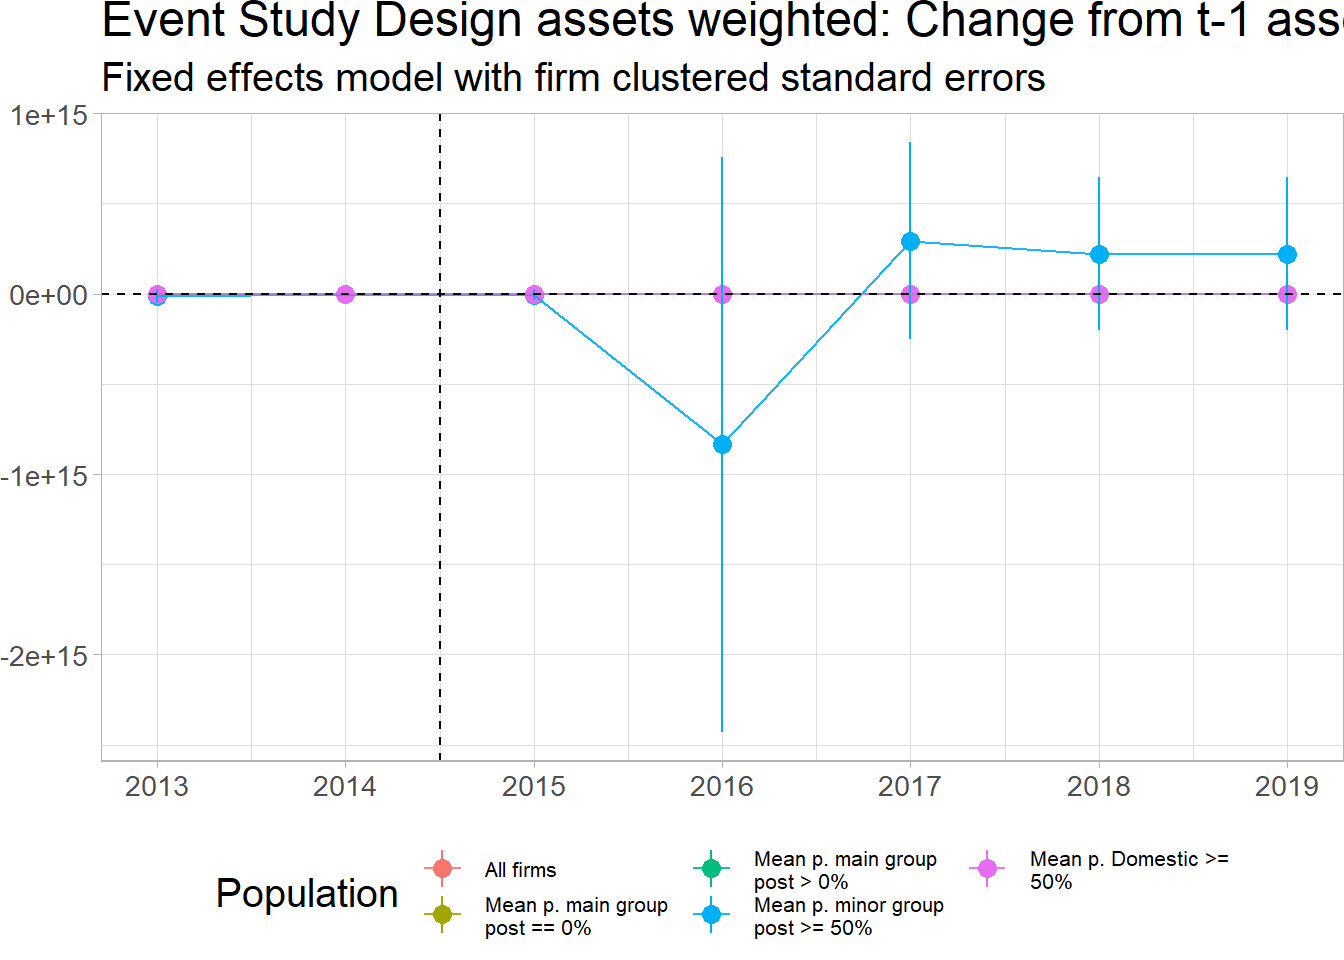 Event Study Design assets weighted: Change from t-1
Fixed effects model with firm clustered standard errors
1e+15
0e+00
-1e+15
-2e+15
2013 2014 2015 2016 2017 2018 2019
Population
All firms
Mean p. main group
post == 0%
Mean p. main group
post > 0%
Mean p. minor group
post >= 50%
Mean p. Domestic >=
50%